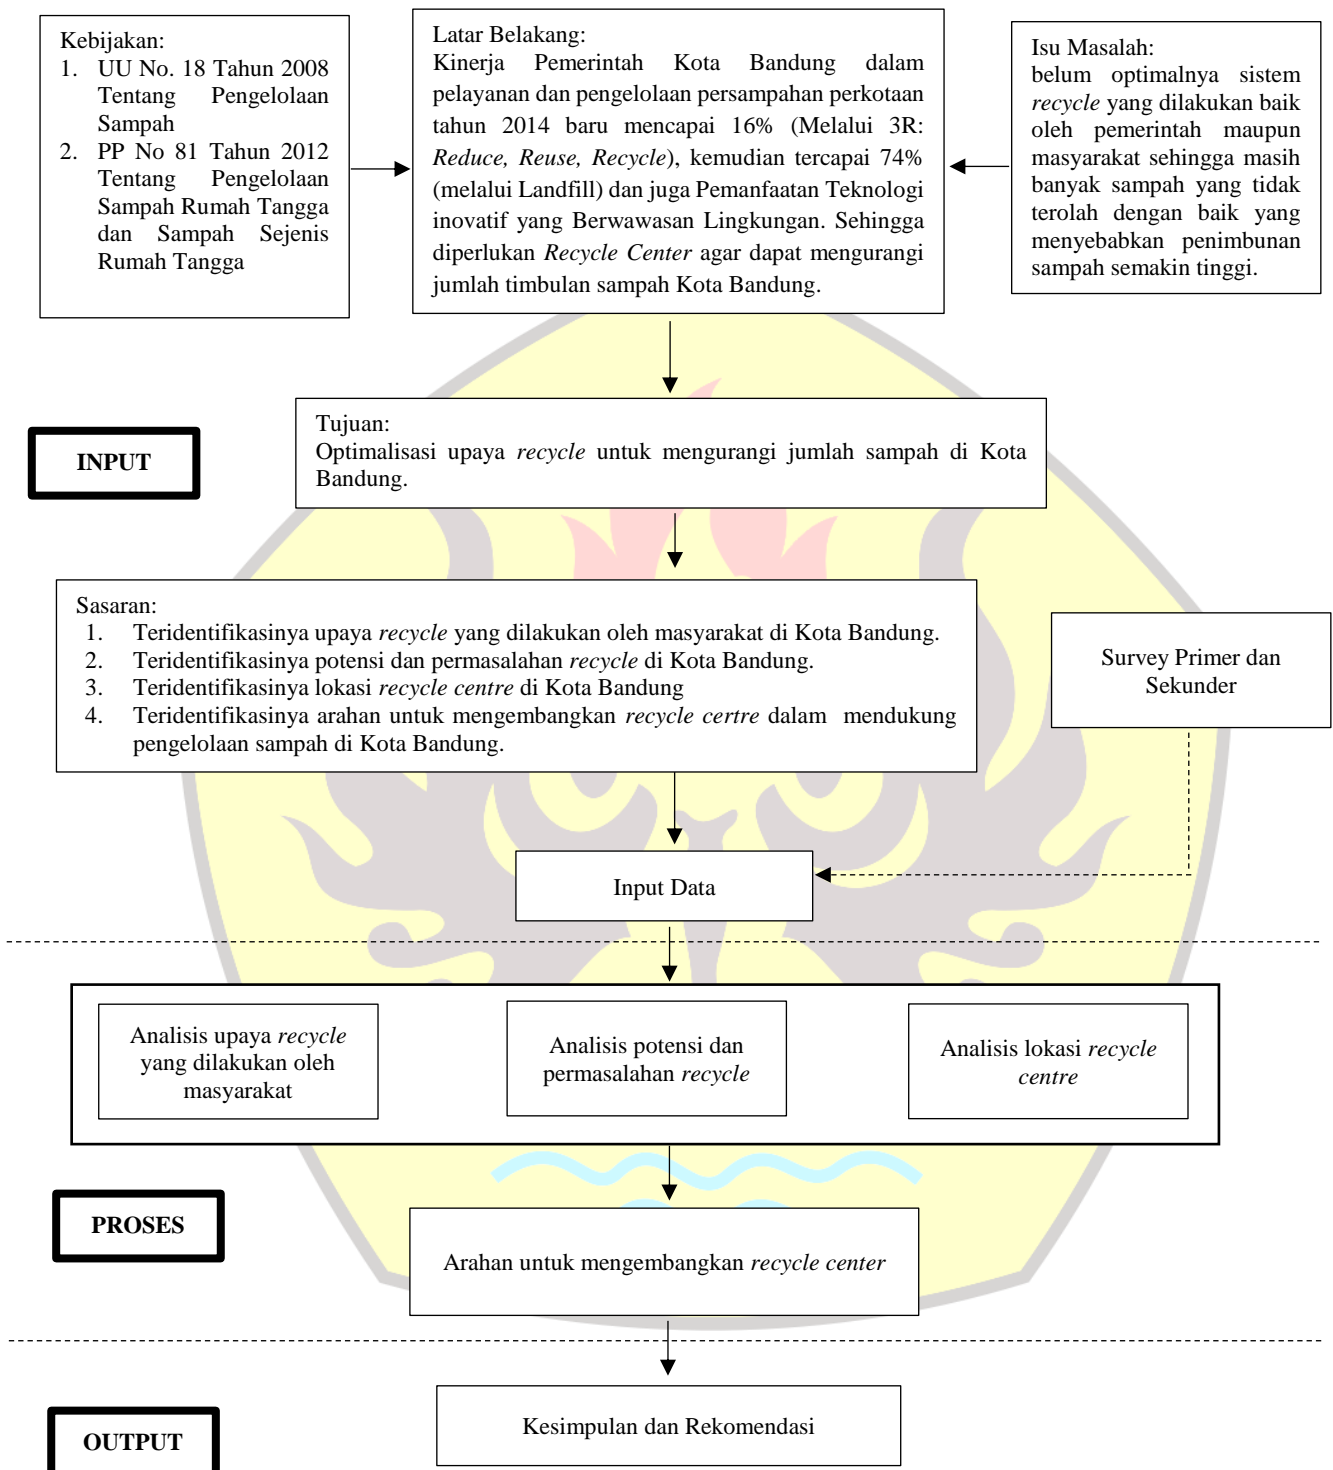 Kebijakan:
1. UU No. 18 Tahun 2008
Tentang Pengelolaan
Sampah
2. PP No 81 Tahun 2012
Tentang Pengelolaan
Sampah Rumah Tangga
dan Sampah Sejenis
Rumah Tangga
Latar Belakang:
Kinerja Pemerintah Kota Bandung dalam
pelayanan dan pengelolaan persampahan perkotaan
tahun 2014 baru mencapai 16% (Melalui 3R:
Reduce, Reuse, Recycle), kemudian tercapai 74%
(melalui Landfill) dan juga Pemanfaatan Teknologi
inovatif yang Berwawasan Lingkungan. Sehingga
diperlukan Recycle Center agar dapat mengurangi
jumlah timbulan sampah Kota Bandung.
Isu Masalah:
belum optimalnya sistem
recycle yang dilakukan baik
oleh pemerintah maupun
masyarakat sehingga masih
banyak sampah yang tidak
terolah dengan baik yang
menyebabkan penimbunan
sampah semakin tinggi.
INPUT
Tujuan:
Optimalisasi upaya recycle untuk mengurangi jumlah sampah di Kota
Bandung.
Sasaran:
1. Teridentifikasinya upaya recycle yang dilakukan oleh masyarakat di Kota Bandung.
2. Teridentifikasinya potensi dan permasalahan recycle di Kota Bandung.
3. Teridentifikasinya lokasi recycle centre di Kota Bandung
4. Teridentifikasinya arahan untuk mengembangkan recycle certre dalam mendukung
pengelolaan sampah di Kota Bandung.
Survey Primer dan
Sekunder
Input Data
Analisis upaya recycle
yang dilakukan oleh
masyarakat
Analisis potensi dan
permasalahan recycle
Analisis lokasi recycle
centre
PROSES
Arahan untuk mengembangkan recycle center
Kesimpulan dan Rekomendasi
OUTPUT